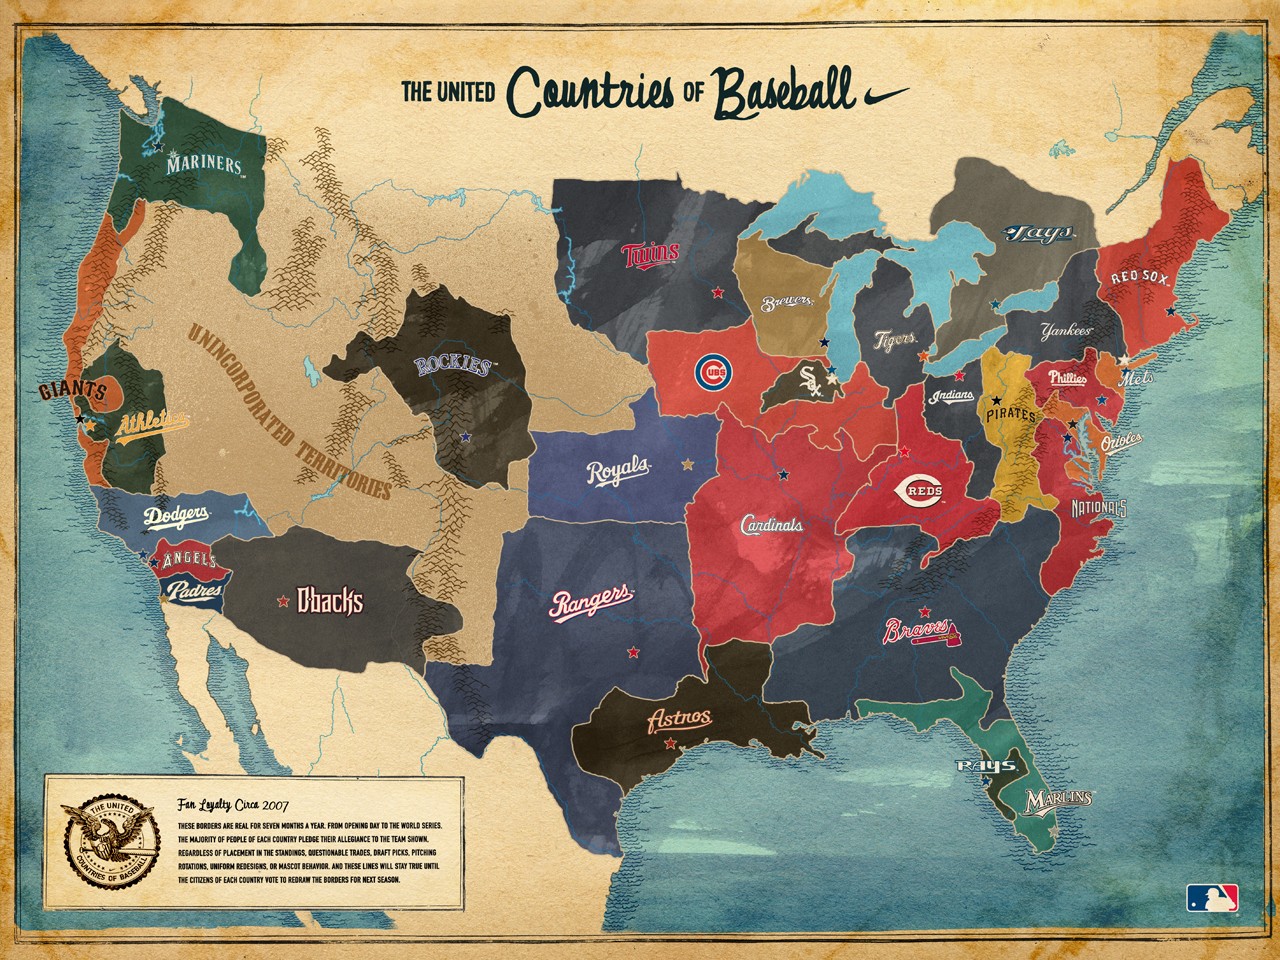 THE UNITED Countries OF Baseball
MARINERS
Twins
Jays
RED SOX
Brewers
Tigers
Yankees
ROCKIES
UNINCORPORATED TERRITORIES
CUBS
SOX
Indians
PIRATES
Phillies
Mets
GIANTS
Athletics
Orioles
Royals
REDS
NATIONALS
Dodgers
Cardinals
ANGELS
Padres
D'backs
Rangers
Braves
Astros
RAYS
MARLINS
THE UNITED
COUNTRIES OF BASEBALL
Fan Loyalty Circa 2007
THESE BORDERS ARE REAL FOR SEVEN MONTHS A YEAR. FROM OPENING DAY TO THE WORLD SERIES,
THE MAJORITY OF PEOPLE OF EACH COUNTRY PLEDGE THEIR ALLEGIANCE TO THE TEAM SHOWN,
REGARDLESS OF PLACEMENT IN THE STANDINGS, QUESTIONABLE TRADES, DRAFT PICKS, PITCHING
ROTATIONS, UNIFORM REDESIGNS, OR MASCOT BEHAVIOR. AND THESE LINES WILL STAY TRUE UNTIL
THE CITIZENS OF EACH COUNTRY VOTE TO REDRAW THE BORDERS FOR NEXT SEASON.